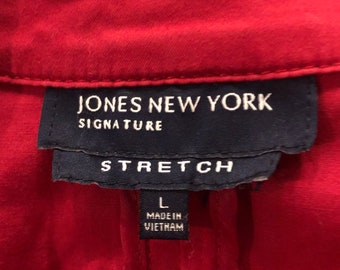 JONES NEW YORK
SIGNATURE
STRETCH
L
MADE IN
VIETNAM